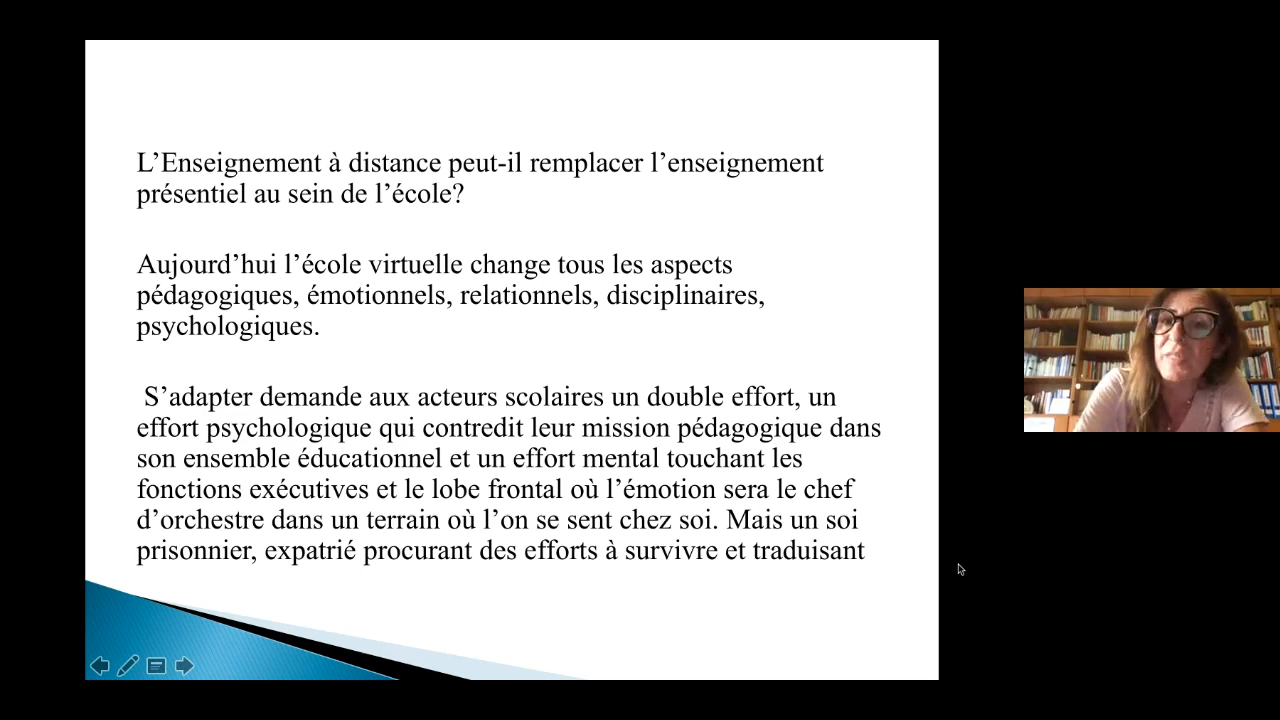 L’Enseignement à distance peut-il remplacer l’enseignement
présentiel au sein de l’école?
Aujourd’hui l’école virtuelle change tous les aspects
pédagogiques, émotionnels, relationnels, disciplinaires,
psychologiques.
S’adapter demande aux acteurs scolaires un double effort, un
effort psychologique qui contredit leur mission pédagogique dans
son ensemble éducationnel et un effort mental touchant les
fonctions exécutives et le lobe frontal où l’émotion sera le chef
d’orchestre dans un terrain où l’on se sent chez soi. Mais un soi
prisonnier, expatrié procurant des efforts à survivre et traduisant